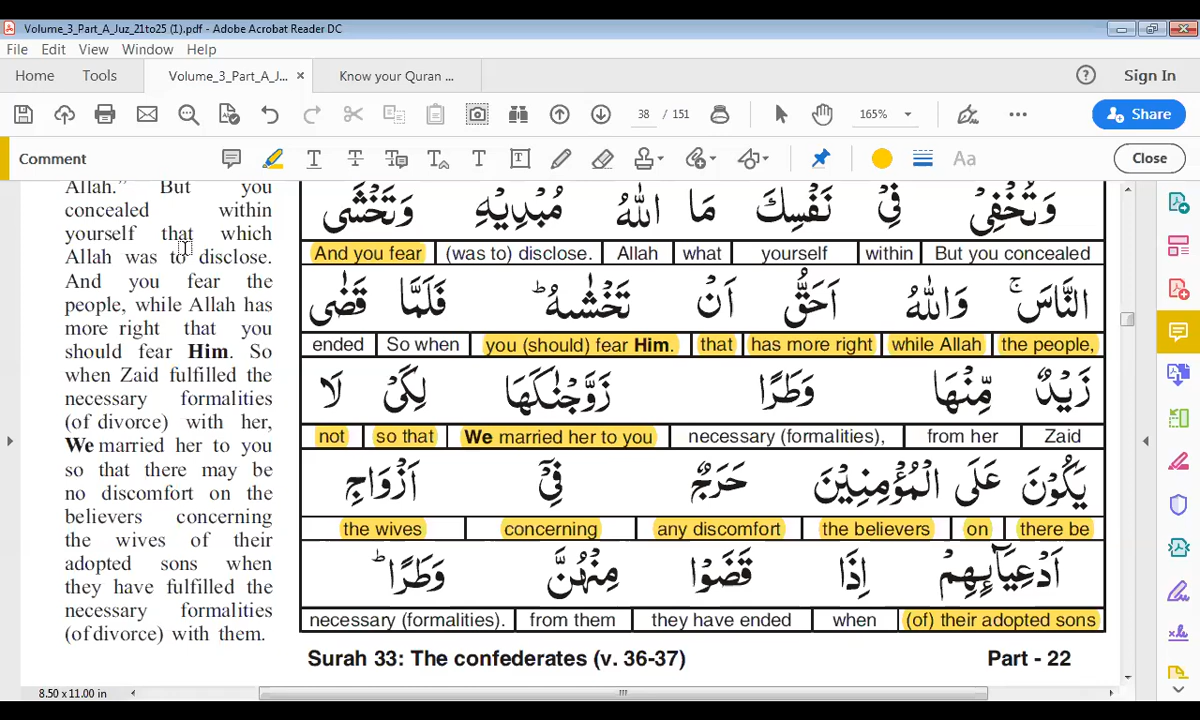 Volume_3_Part_A_Juz_21to25 (1).pdf - Adobe Acrobat Reader DC
File Edit View Window Help
Home Tools Volume_3_Part_A_J... × Know your Quran ... Sign In
38 / 151 165% Share
Comment Close
Allah.” But you
concealed within
yourself that which
Allah was to disclose.
And you fear the
people, while Allah has
more right that you
should fear Him. So
when Zaid fulfilled the
necessary formalities
(of divorce) with her,
We married her to you
so that there may be
no discomfort on the
believers concerning
the wives of their
adopted sons when
they have fulfilled the
necessary formalities
(of divorce) with them.
وَتُخْفِىْ فِىْ نَفْسِكَ مَا اللّٰهُ مُبْدِيْهِ وَتَخْشَى
And you fear (was to) disclose. Allah what yourself within But you concealed
النَّاسَ ۚ وَاللّٰهُ اَحَقُّ اَنْ تَخْشٰىهُ ؕ فَلَمَّا قَضٰى
ended So when you (should) fear Him. that has more right while Allah the people,
زَيْدٌ مِّنْهَا وَطَرًا زَوَّجْنٰكَهَا لِكَىْ لَا
not so that We married her to you necessary (formalities), from her Zaid
يَكُوْنَ عَلَى الْمُؤْمِنِيْنَ حَرَجٌ فِىْٓ اَزْوَاجِ
the wives concerning any discomfort the believers on there be
اَدْعِيَآئِهِمْ اِذَا قَضَوْا مِنْهُنَّ وَطَرًا ؕ
necessary (formalities). from them they have ended when (of) their adopted sons
Surah 33: The confederates (v. 36-37) Part - 22
8.50 x 11.00 in